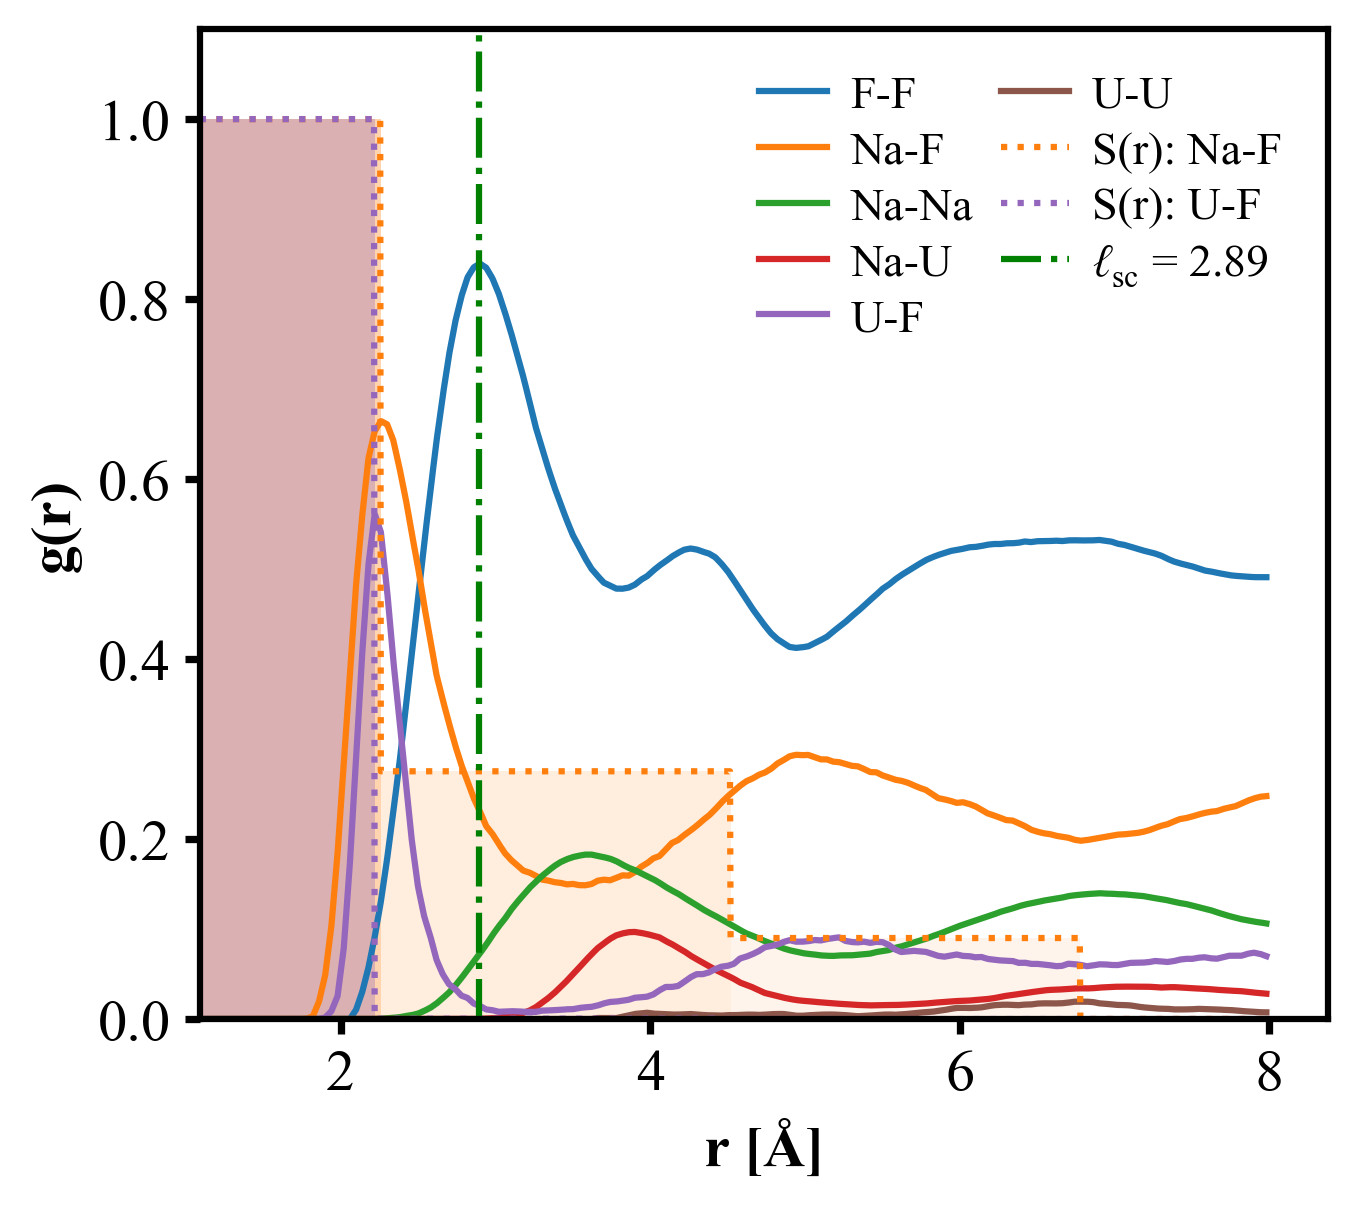 F-F
Na-F
Na-Na
Na-U
U-F
U-U
S(r): Na-F
S(r): U-F
ℓsc = 2.89
1.0
0.8
0.6
0.4
0.2
0.0
g(r)
2 4 6 8
r [Å]